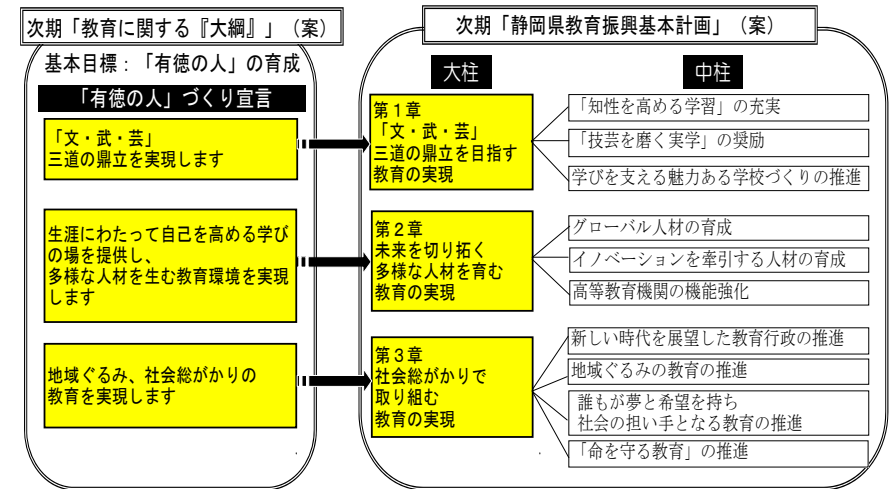 次期「教育に関する『大綱』」（案）
基本目標：「有徳の人」の育成
「有徳の人」づくり宣言
「文・武・芸」
三道の鼎立を実現します
生涯にわたって自己を高める学び
の場を提供し、
多様な人材を生む教育環境を実現
します
地域ぐるみ、社会総がかりの
教育を実現します
次期「静岡県教育振興基本計画」（案）
大柱
中柱
第１章
「文・武・芸」
三道の鼎立を目指す
教育の実現
「知性を高める学習」の充実
「技芸を磨く実学」の奨励
学びを支える魅力ある学校づくりの推進
第２章
未来を切り拓く
多様な人材を育む
教育の実現
グローバル人材の育成
イノベーションを牽引する人材の育成
高等教育機関の機能強化
第３章
社会総がかりで
取り組む
教育の実現
新しい時代を展望した教育行政の推進
地域ぐるみの教育の推進
誰もが夢と希望を持ち
社会の担い手となる教育の推進
「命を守る教育」の推進